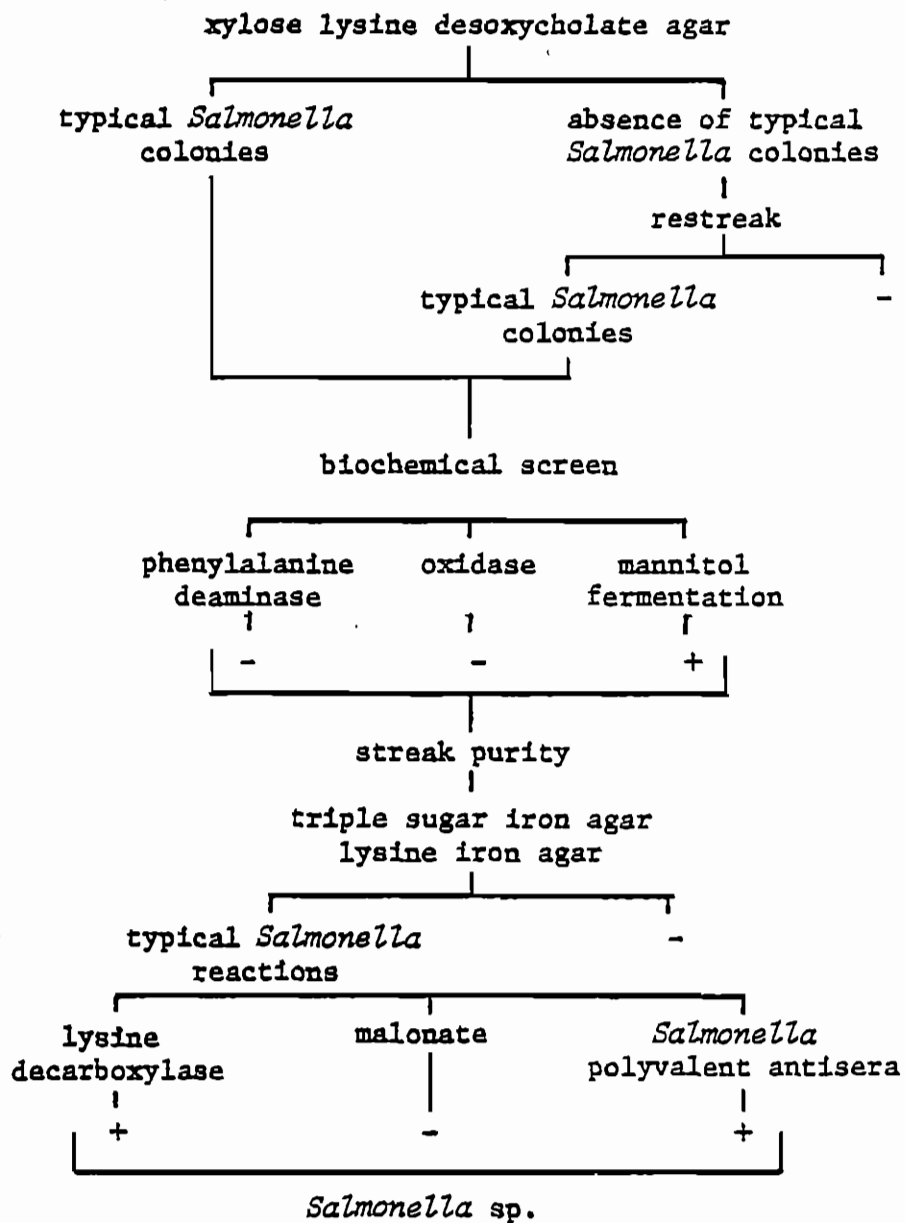 xylose lysine desoxycholate agar
typical Salmonella
colonies
absence of typical
Salmonella colonies
restreak
typical Salmonella
colonies
-
biochemical screen
phenylalanine
deaminase
oxidase
mannitol
fermentation
- - +
streak purity
triple sugar iron agar
lysine iron agar
typical Salmonella
reactions
-
lysine
decarboxylase
malonate
Salmonella
polyvalent antisera
+ - +
Salmonella sp.